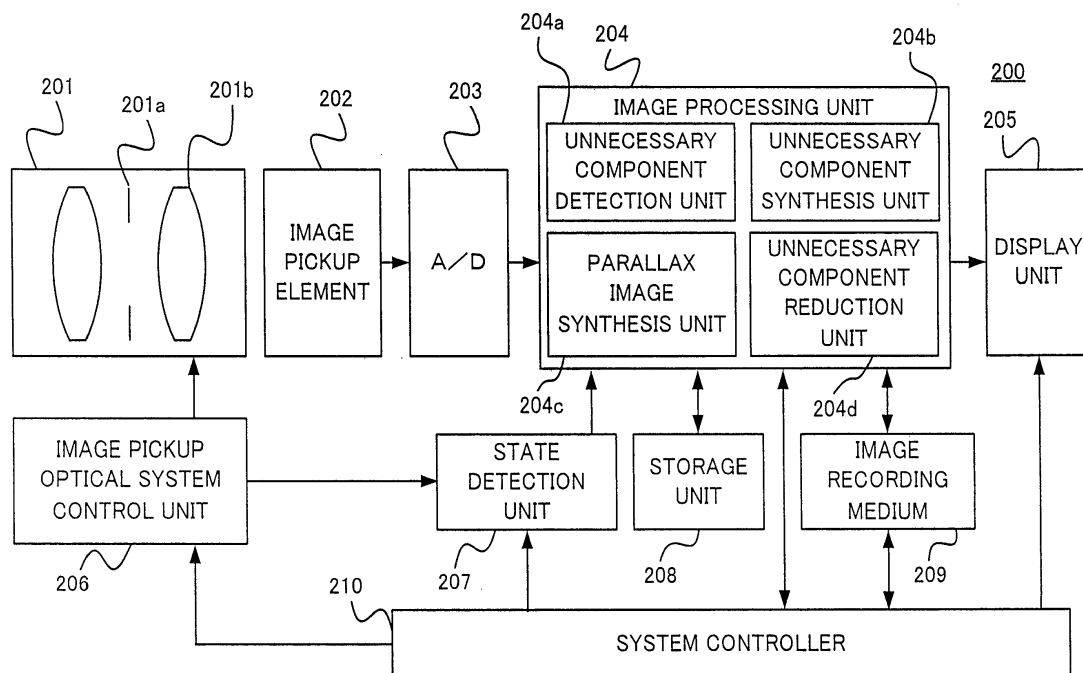 204a
204
204b
200
201
201a
201b
202
203
205
IMAGE PROCESSING UNIT
UNNECESSARY
COMPONENT
DETECTION UNIT
UNNECESSARY
COMPONENT
SYNTHESIS UNIT
IMAGE
PICKUP
ELEMENT
A/D
PARALLAX
IMAGE
SYNTHESIS UNIT
UNNECESSARY
COMPONENT
REDUCTION
UNIT
DISPLAY
UNIT
204c
204d
IMAGE PICKUP
OPTICAL SYSTEM
CONTROL UNIT
STATE
DETECTION
UNIT
STORAGE
UNIT
IMAGE
RECORDING
MEDIUM
206
207
208
209
210
SYSTEM CONTROLLER